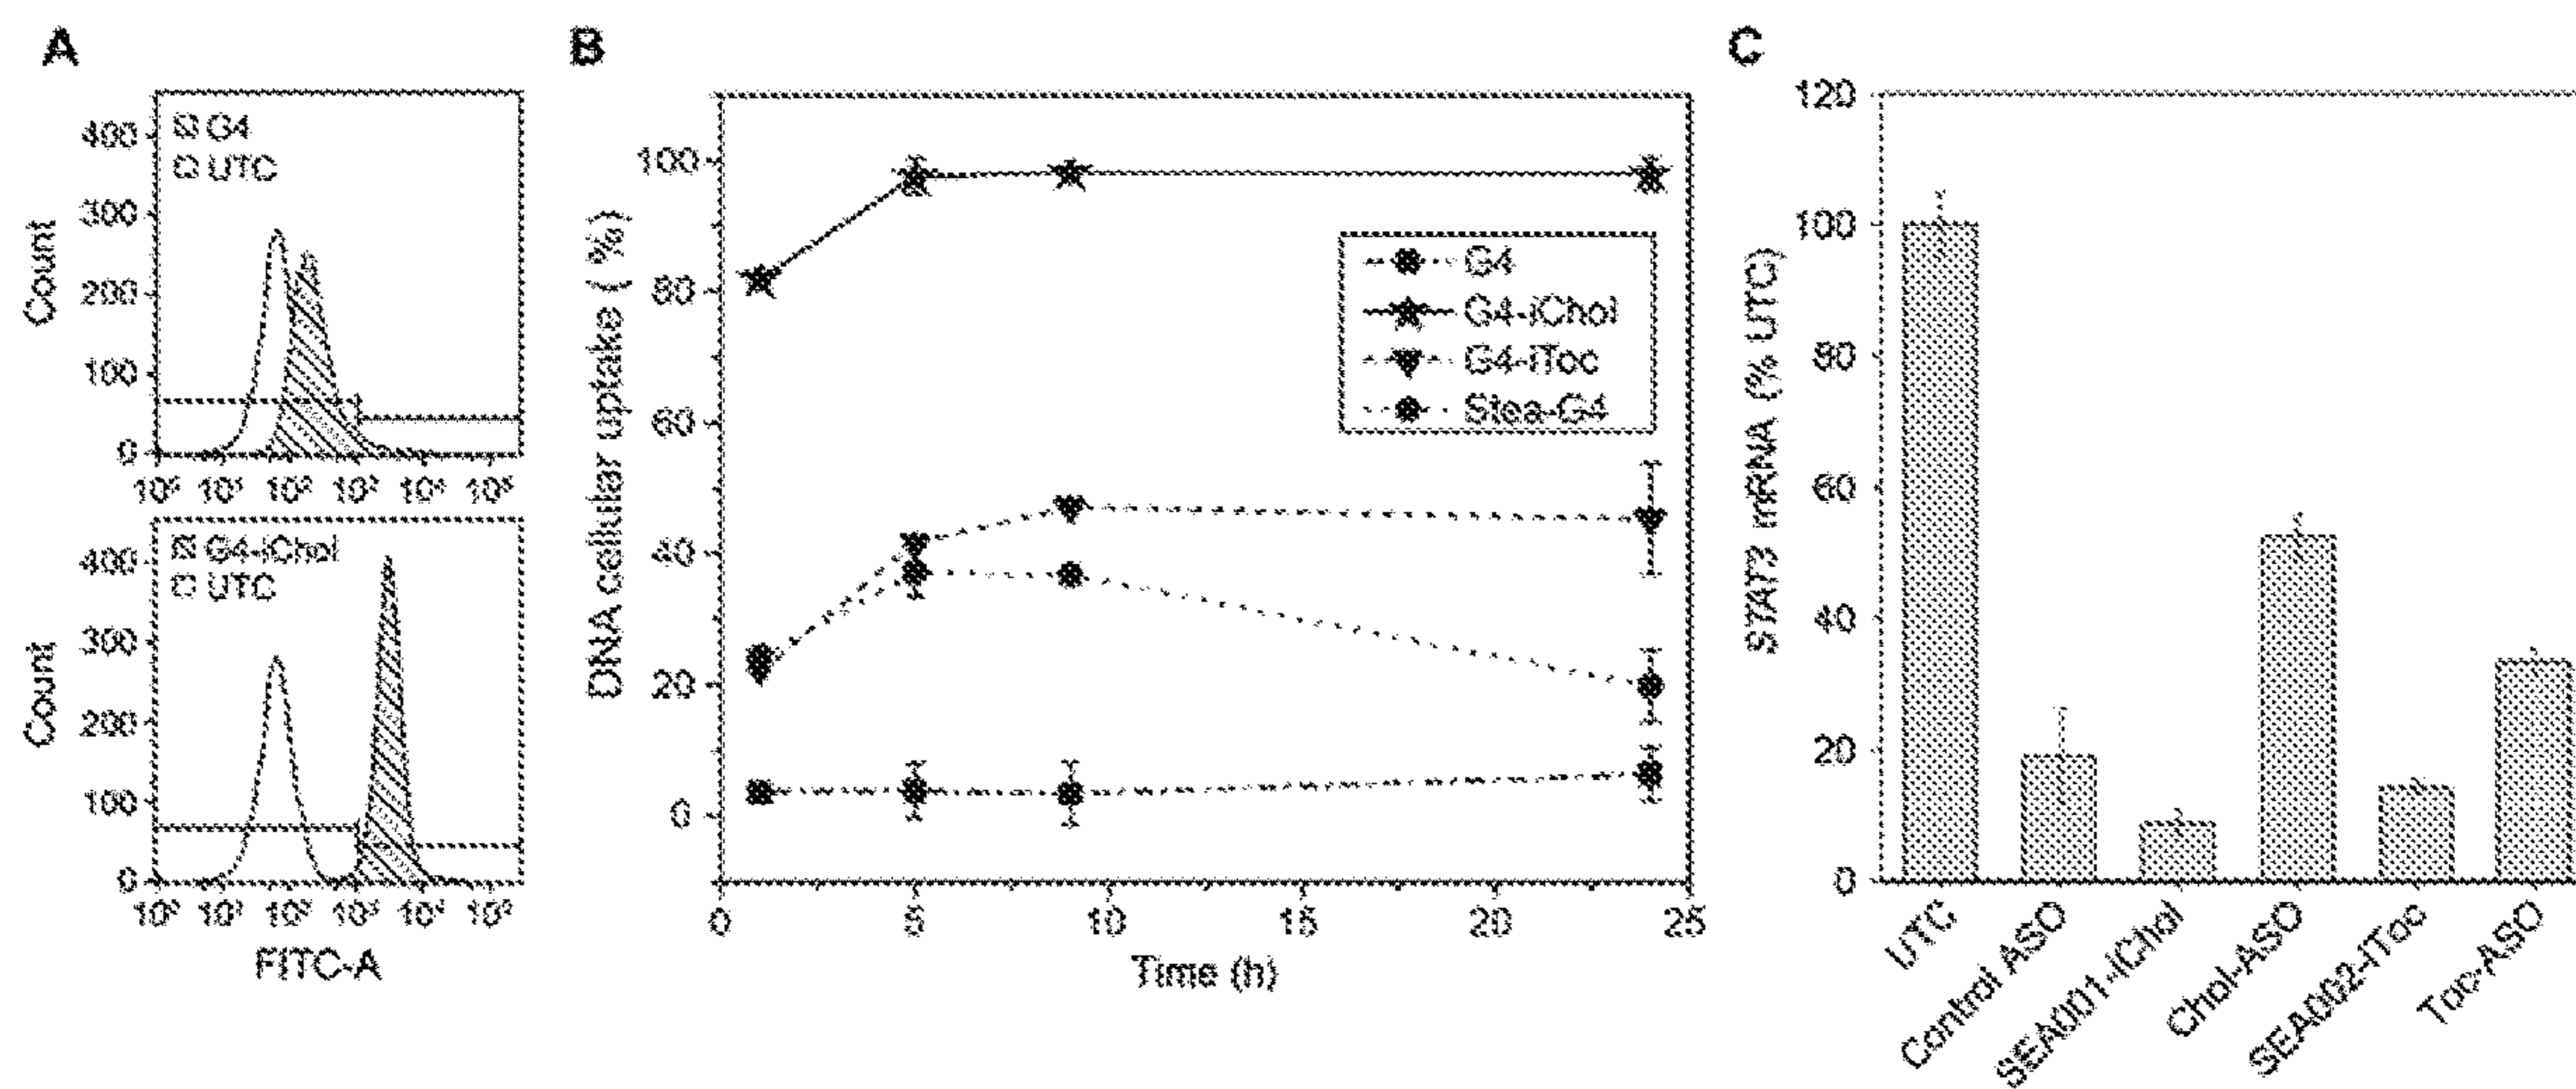 A
400
300
200
100
0
Count
G4
UTC
10⁰ 10¹ 10² 10³ 10⁴ 10⁵
400
300
200
100
0
Count
G4-iChol
UTC
10⁰ 10¹ 10² 10³ 10⁴ 10⁵
FITC-A
B
DNA cellular uptake (%)
100
80
60
40
20
0
G4
G4-iChol
G4-iToc
Stea-G4
0 5 10 15 20 25
Time (h)
C
STAT3 mRNA (% UTC)
120
100
80
60
40
20
0
UTC
Control ASO
SEA001-iChol
Chol-ASO
SEA002-iToc
Toc-ASO